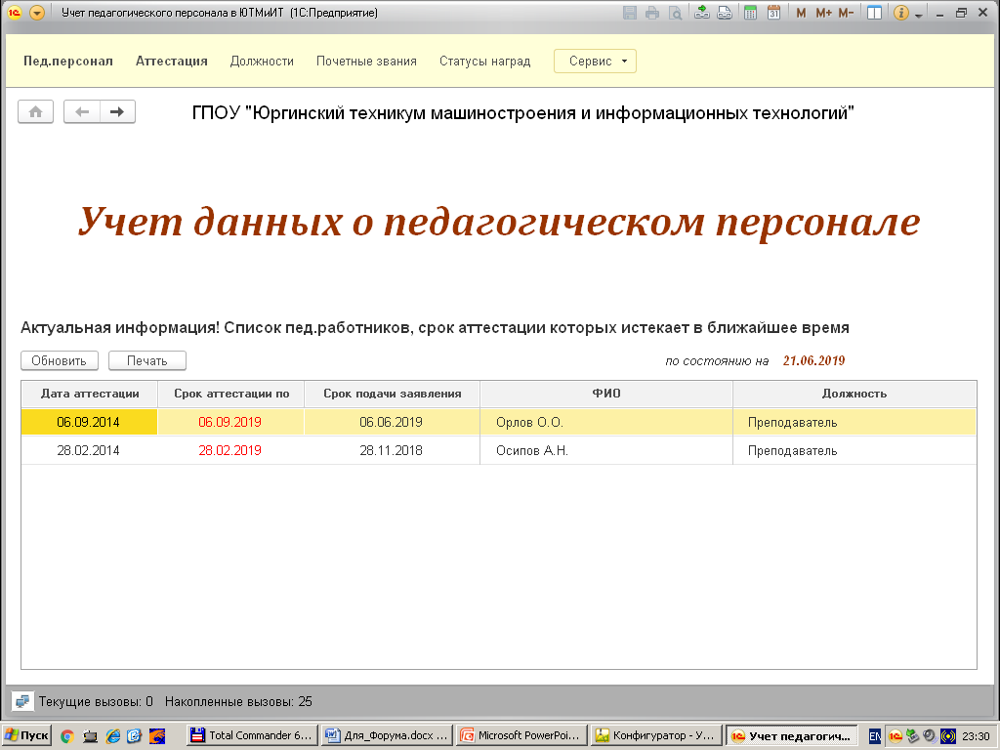 Учет педагогического персонала в ЮТМиИТ (1С:Предприятие)
M M+ M-
Пед.персонал Аттестация Должности Почетные звания Статусы наград Сервис
ГПОУ "Юргинский техникум машиностроения и информационных технологий"
Учет данных о педагогическом персонале
Актуальная информация! Список пед.работников, срок аттестации которых истекает в ближайшее время
Обновить Печать по состоянию на 21.06.2019
Дата аттестации Срок аттестации по Срок подачи заявления ФИО Должность
06.09.2014 06.09.2019 06.06.2019 Орлов О.О. Преподаватель
28.02.2014 28.02.2019 28.11.2018 Осипов А.Н. Преподаватель
Текущие вызовы: 0 Накопленные вызовы: 25
Пуск Total Commander 6... Для_Форума.docx ... Microsoft PowerPoi... Конфигуратор - У... Учет педагогич... EN 23:30